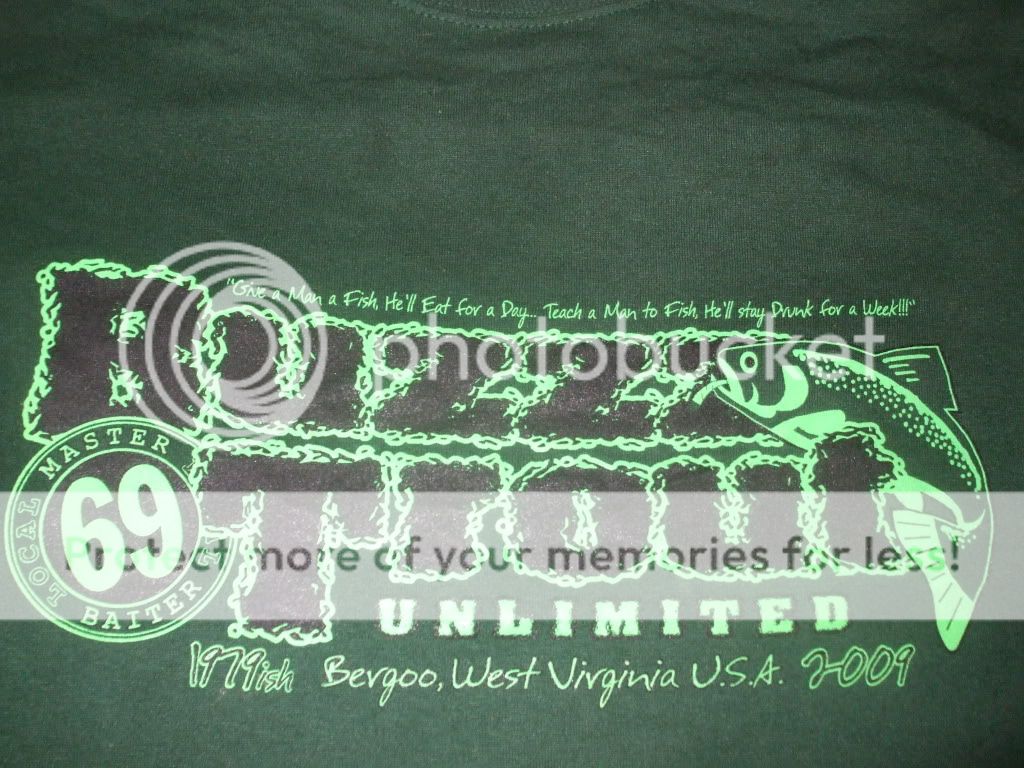 "Give a Man a Fish, He'll Eat for a Day... Teach a Man to Fish, He'll stay Drunk for a Week!!!"
photobucket
Trout
LOCAL MASTER
69
BAITER
Protect more of your memories for less!
UNLIMITED
1979ish Bergoo, West Virginia U.S.A. 2009